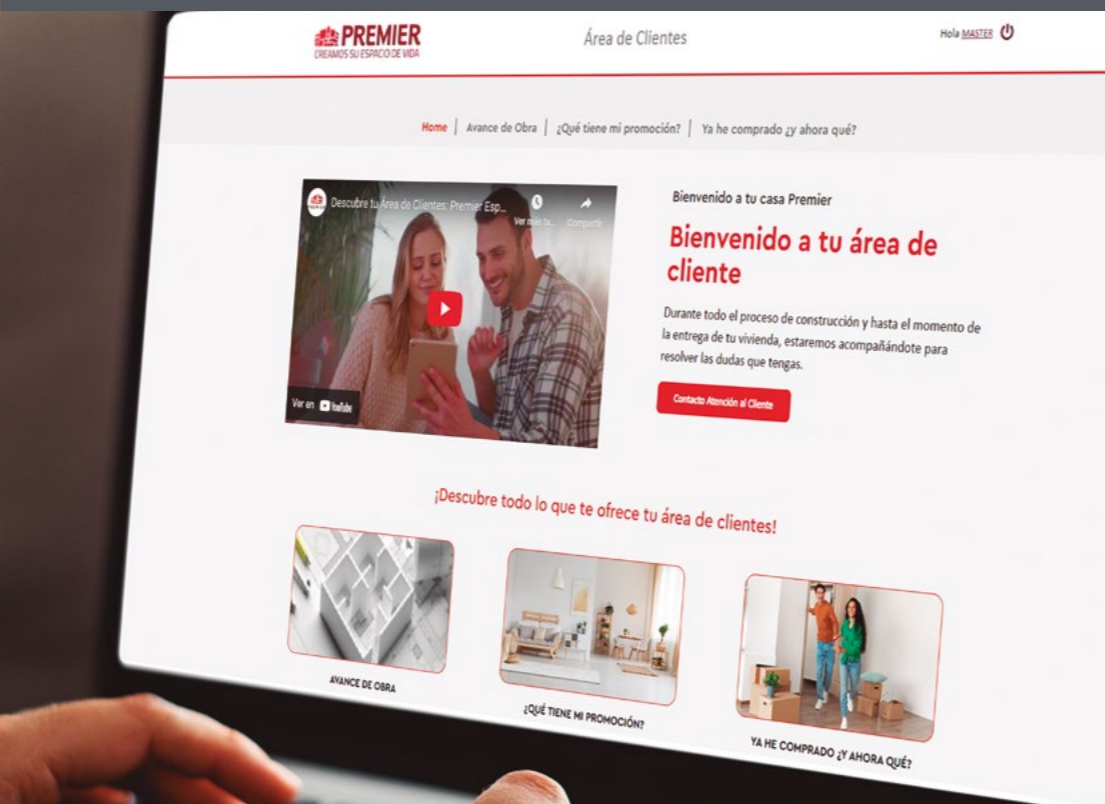 PREMIER
CREAMOS SU ESPACIO DE VIDA
Área de Clientes
Hola MASTER
Home | Avance de Obra | ¿Qué tiene mi promoción? | Ya he comprado ¿y ahora qué?
Descubre tu Área de Clientes: Premier Esp...
Ver más ta...
Compartir
Ver en YouTube
Bienvenido a tu casa Premier
Bienvenido a tu área de
cliente
Durante todo el proceso de construcción y hasta el momento de
la entrega de tu vivienda, estaremos acompañándote para
resolver las dudas que tengas.
Contacto Atención al Cliente
¡Descubre todo lo que te ofrece tu área de clientes!
AVANCE DE OBRA
¿QUÉ TIENE MI PROMOCIÓN?
YA HE COMPRADO ¿Y AHORA QUÉ?